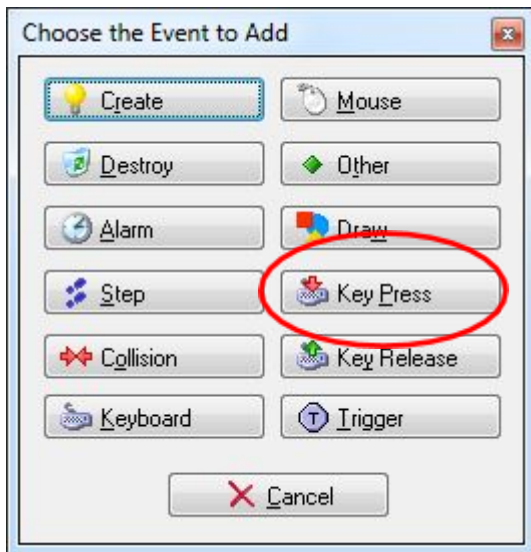 Choose the Event to Add
Create
Mouse
Destroy
Other
Alarm
Draw
Step
Key Press
Collision
Key Release
Keyboard
T Trigger
Cancel